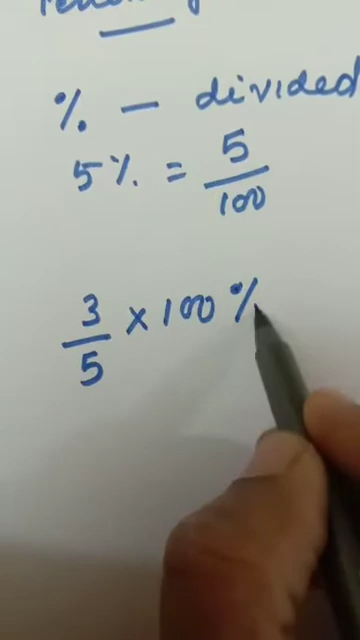 % — divided
5% = 5/100
3/5 × 100 %